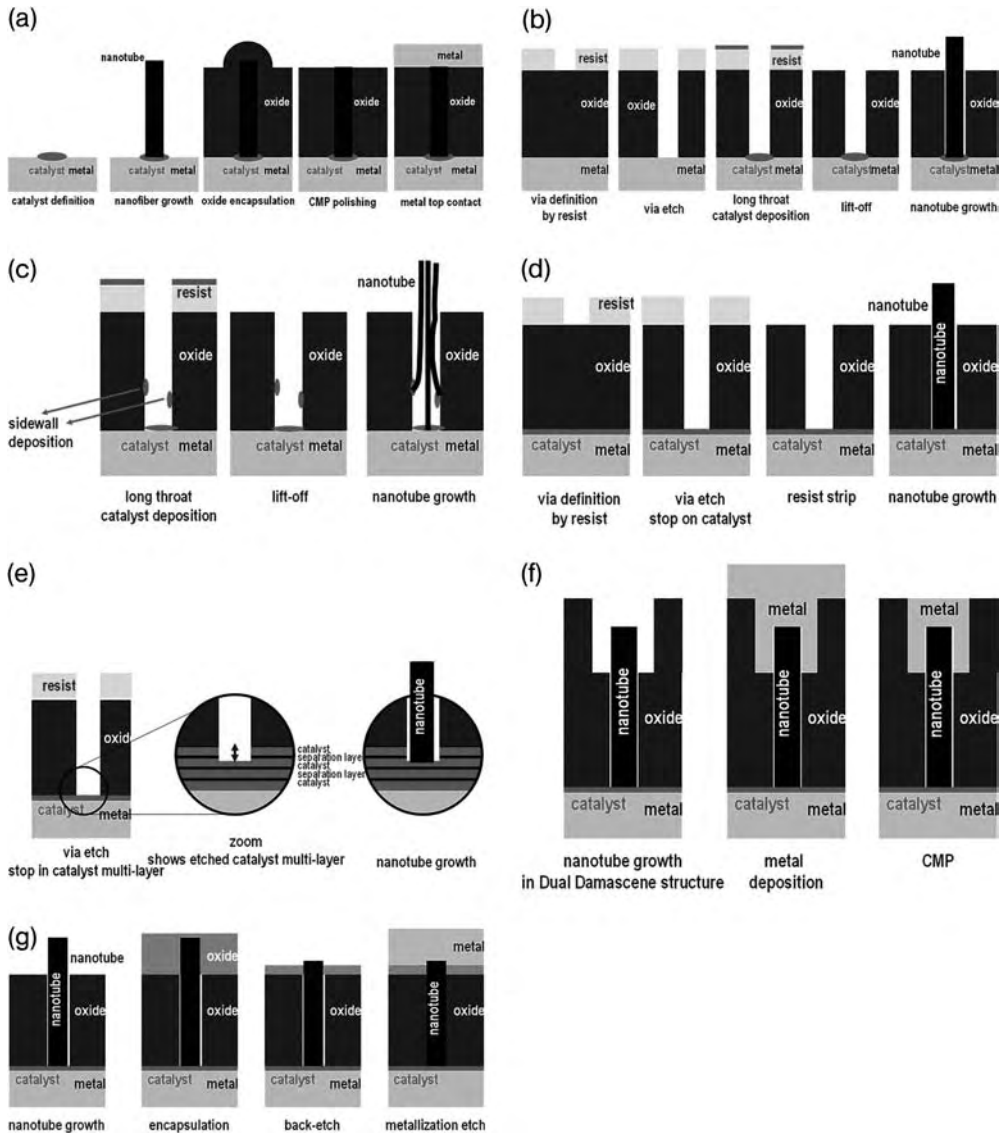 (a)
nanotube
metal
oxide
oxide
oxide
catalyst metal
catalyst metal
catalyst metal
catalyst metal
catalyst metal
catalyst definition
nanofiber growth
oxide encapsulation
CMP polishing
metal top contact
(b)
resist
resist
nanotube
oxide
oxide
oxide
oxide
oxide
metal
metal
catalyst metal
catalystmetal
catalystmetal
via definition
by resist
via etch
long throat
catalyst deposition
lift-off
nanotube growth
(c)
resist
nanotube
oxide
oxide
oxide
sidewall
deposition
catalyst metal
catalyst metal
catalyst metal
long throat
catalyst deposition
lift-off
nanotube growth
(d)
resist
nanotube
nanotube
oxide
oxide
oxide
oxide
catalyst
metal
catalyst
metal
catalyst
metal
catalyst
metal
via definition
by resist
via etch
stop on catalyst
resist strip
nanotube growth
(e)
resist
oxide
catalyst
metal
catalyst
separation layer
catalyst
separation layer
catalyst
nanotube
via etch
stop in catalyst multi-layer
zoom
shows etched catalyst multi-layer
nanotube growth
(f)
metal
metal
nanotube
nanotube
nanotube
oxide
oxide
oxide
catalyst
metal
catalyst
metal
catalyst
metal
nanotube growth
in Dual Damascene structure
metal
deposition
CMP
(g)
nanotube
nanotube
oxide
metal
oxide
oxide
oxide
oxide
nanotube
catalyst
metal
catalyst
metal
catalyst
metal
catalyst
metal
nanotube growth
encapsulation
back-etch
metallization etch